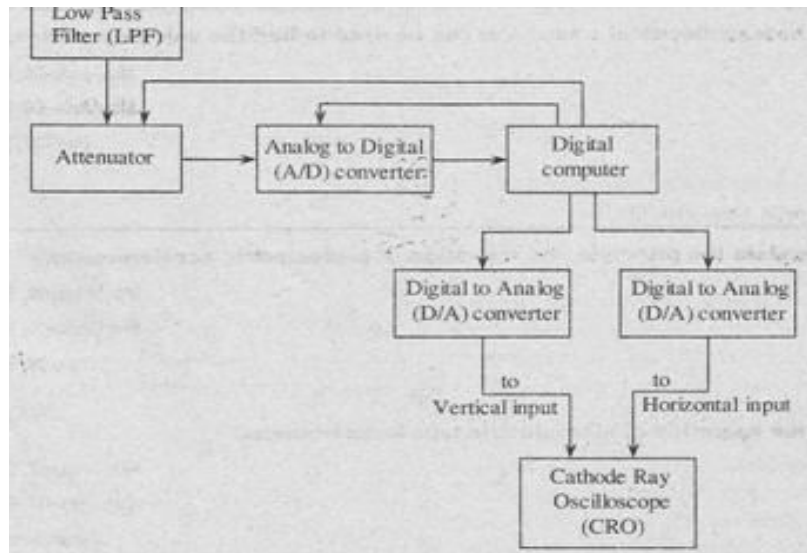 Low Pass
Filter (LPF)
Attenuator
Analog to Digital
(A/D) converter
Digital
computer
Digital to Analog
(D/A) converter
Digital to Analog
(D/A) converter
to
Vertical input
to
Horizontal input
Cathode Ray
Oscilloscope
(CRO)